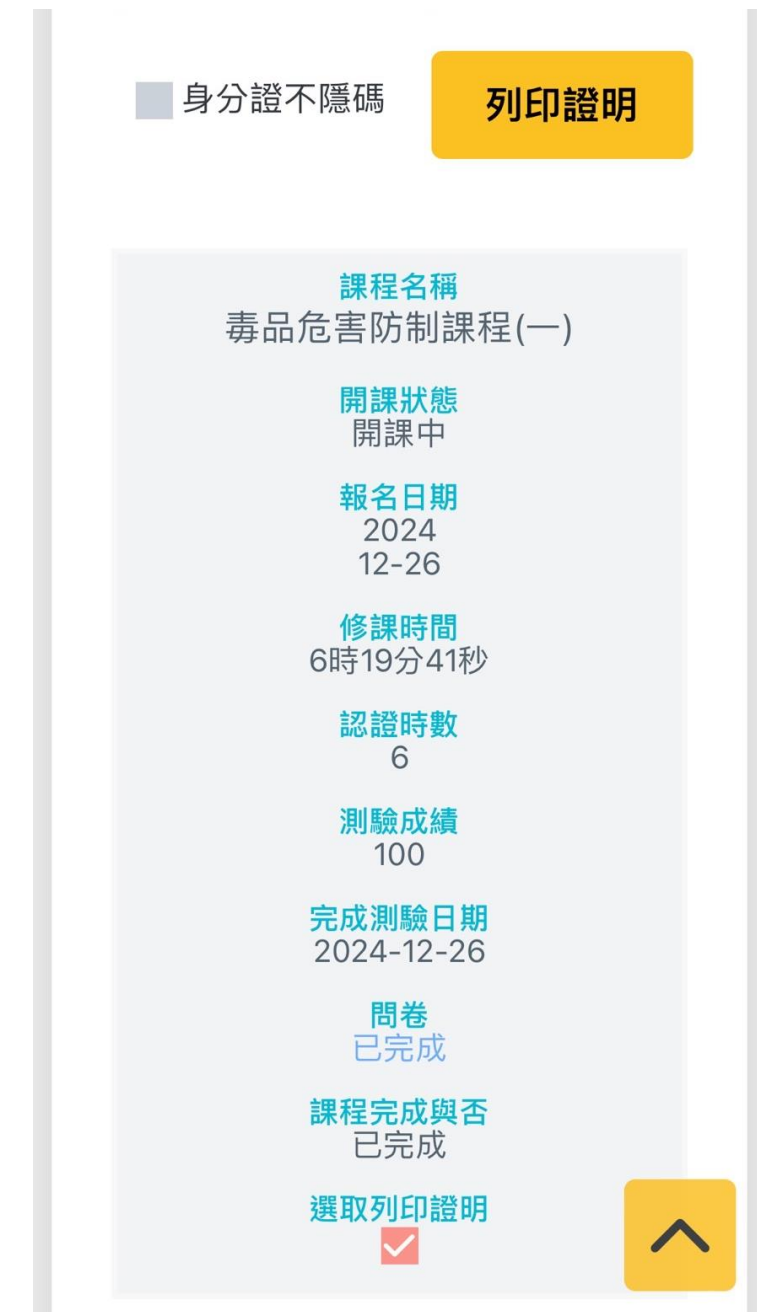 身分證不隱碼
列印證明
課程名稱
毒品危害防制課程(一)
開課狀態
開課中
報名日期
2024
12-26
修課時間
6時19分41秒
認證時數
6
測驗成績
100
完成測驗日期
2024-12-26
問卷
已完成
課程完成與否
已完成
選取列印證明